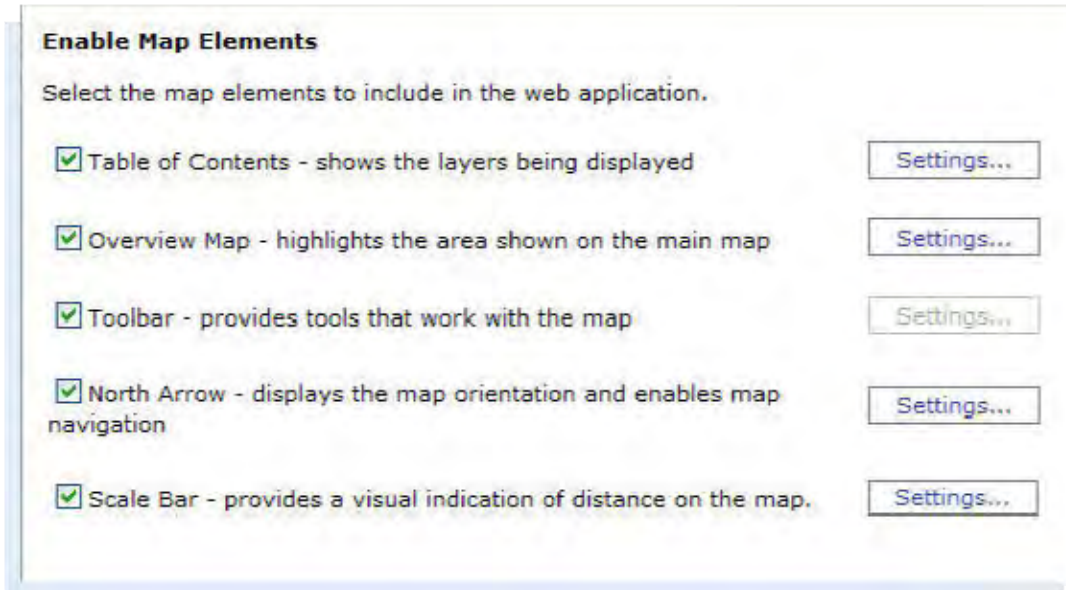 Enable Map Elements
Select the map elements to include in the web application.
Table of Contents - shows the layers being displayed Settings...
Overview Map - highlights the area shown on the main map Settings...
Toolbar - provides tools that work with the map Settings...
North Arrow - displays the map orientation and enables map Settings...
navigation
Scale Bar - provides a visual indication of distance on the map. Settings...